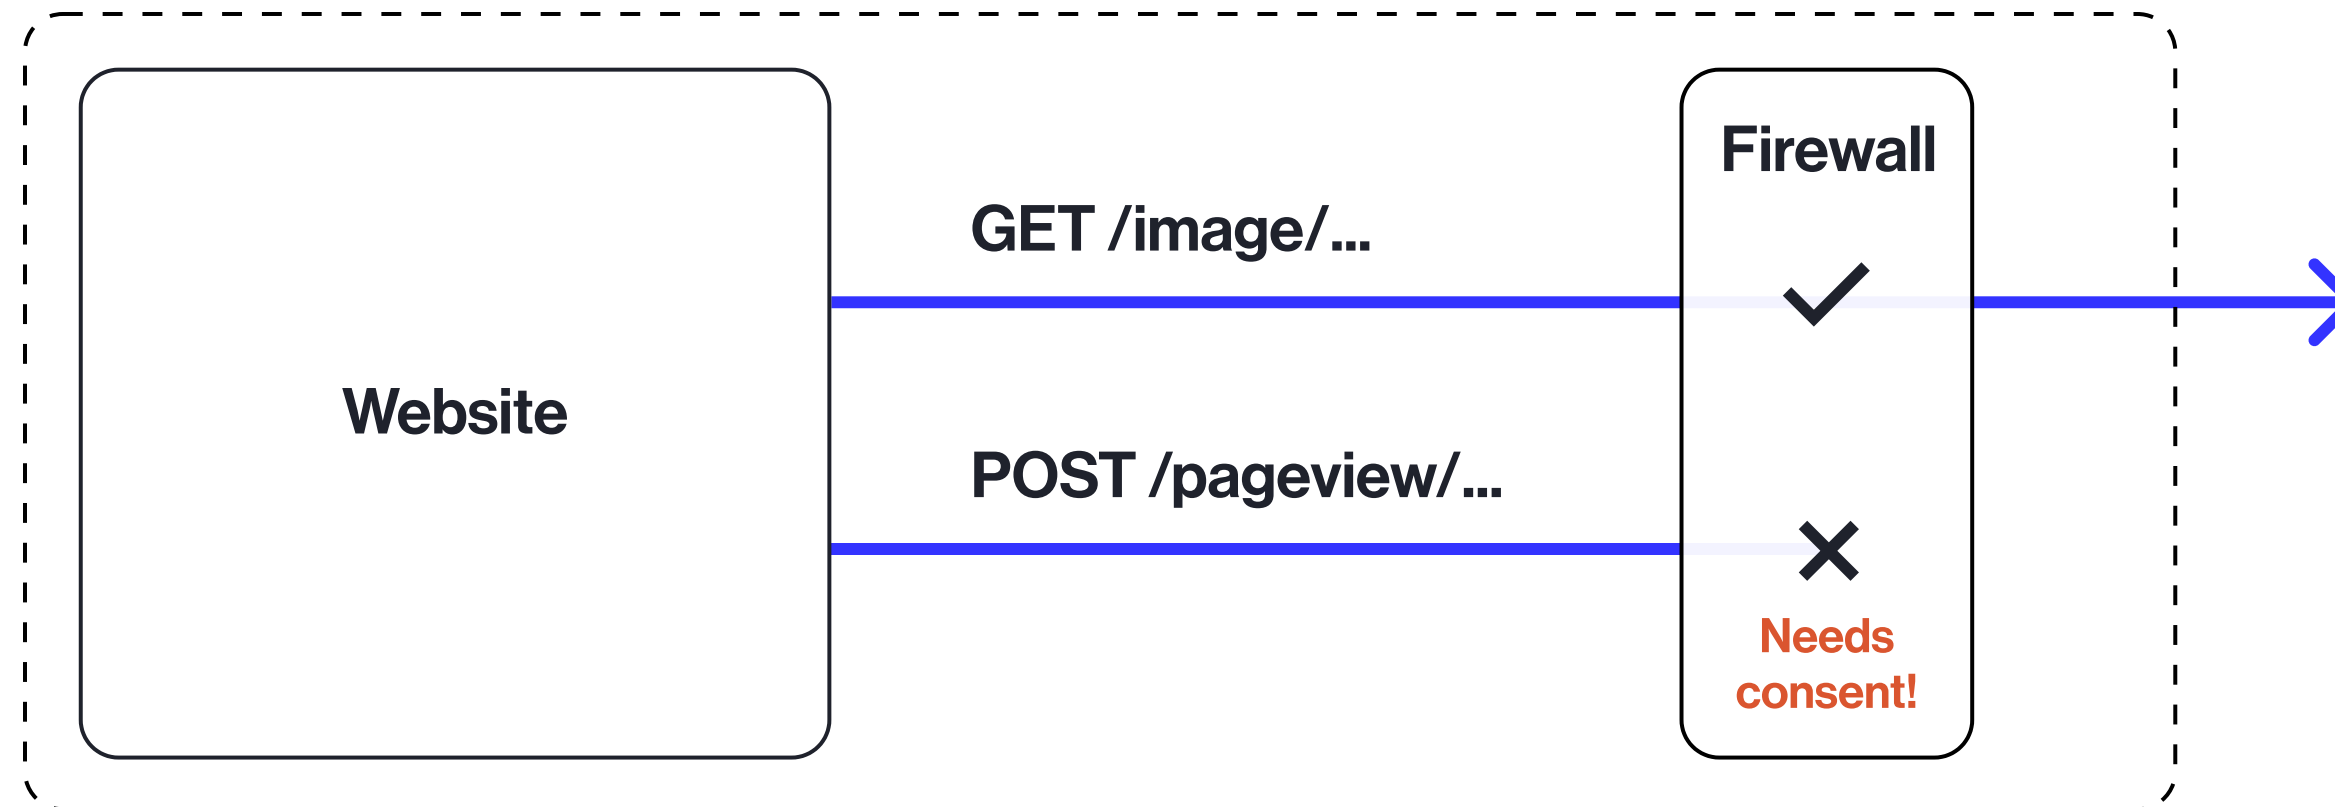 Firewall
GET /image/...
Website
POST /pageview/...
Needs
consent!